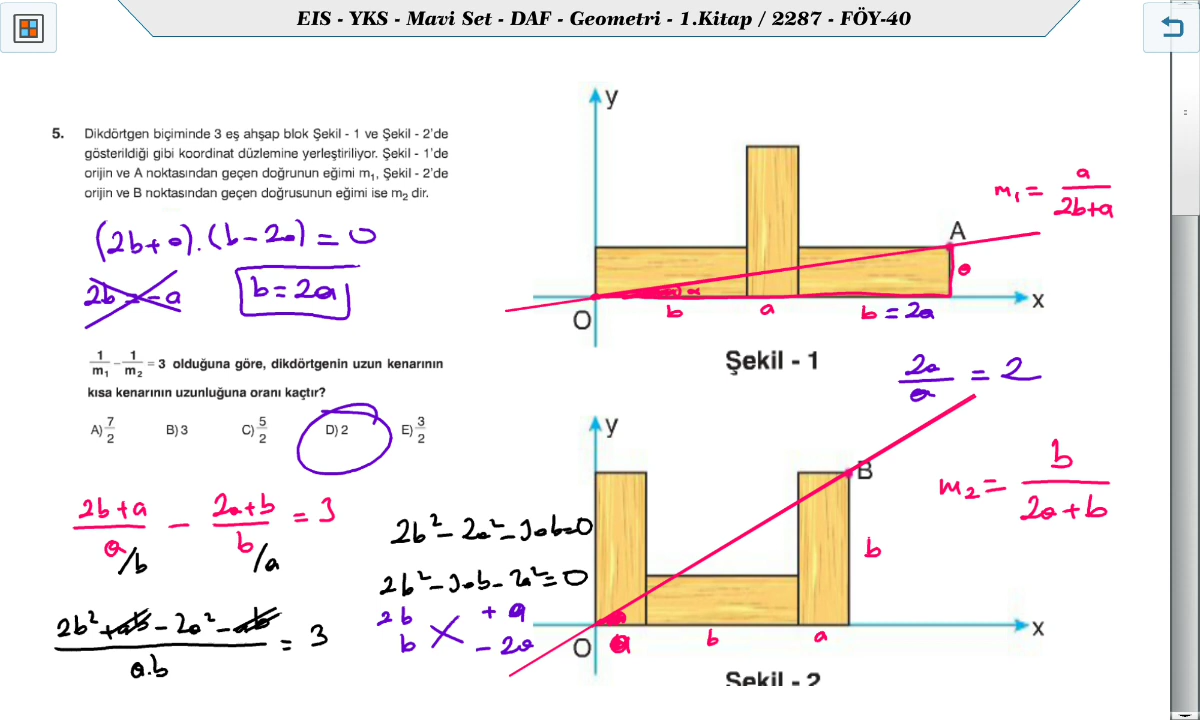 EIS - YKS - Mavi Set - DAF - Geometri - 1.Kitap / 2287 - FÖY-40
5. Dikdörtgen biçiminde 3 eş ahşap blok Şekil - 1 ve Şekil - 2'de
gösterildiği gibi koordinat düzlemine yerleştiriliyor. Şekil - 1'de
orijin ve A noktasından geçen doğrunun eğimi m₁, Şekil - 2'de
orijin ve B noktasından geçen doğrusunun eğimi ise m₂ dir.
(2b+a).(b-2a)=0
2b=-a
b=2a
1/m₁ - 1/m₂ = 3 olduğuna göre, dikdörtgenin uzun kenarının
kısa kenarının uzunluğuna oranı kaçtır?
A) 7/2 B) 3 C) 5/2 D) 2 E) 3/2
(2b+a)/a - (2a+b)/b = 3
/b /a
(2b²+ab-2a²-ab)/(a.b) = 3
2b²-2a²-3ab=0
2b²-3ab-2a²=0
2b +a
b -2a
y
A
O
x
α
a
b a b = 2a
m₁ = a/(2b+a)
Şekil - 1
2a/a = 2
y
B
O
x
b
a b a
m₂ = b/(2a+b)
Şekil - 2